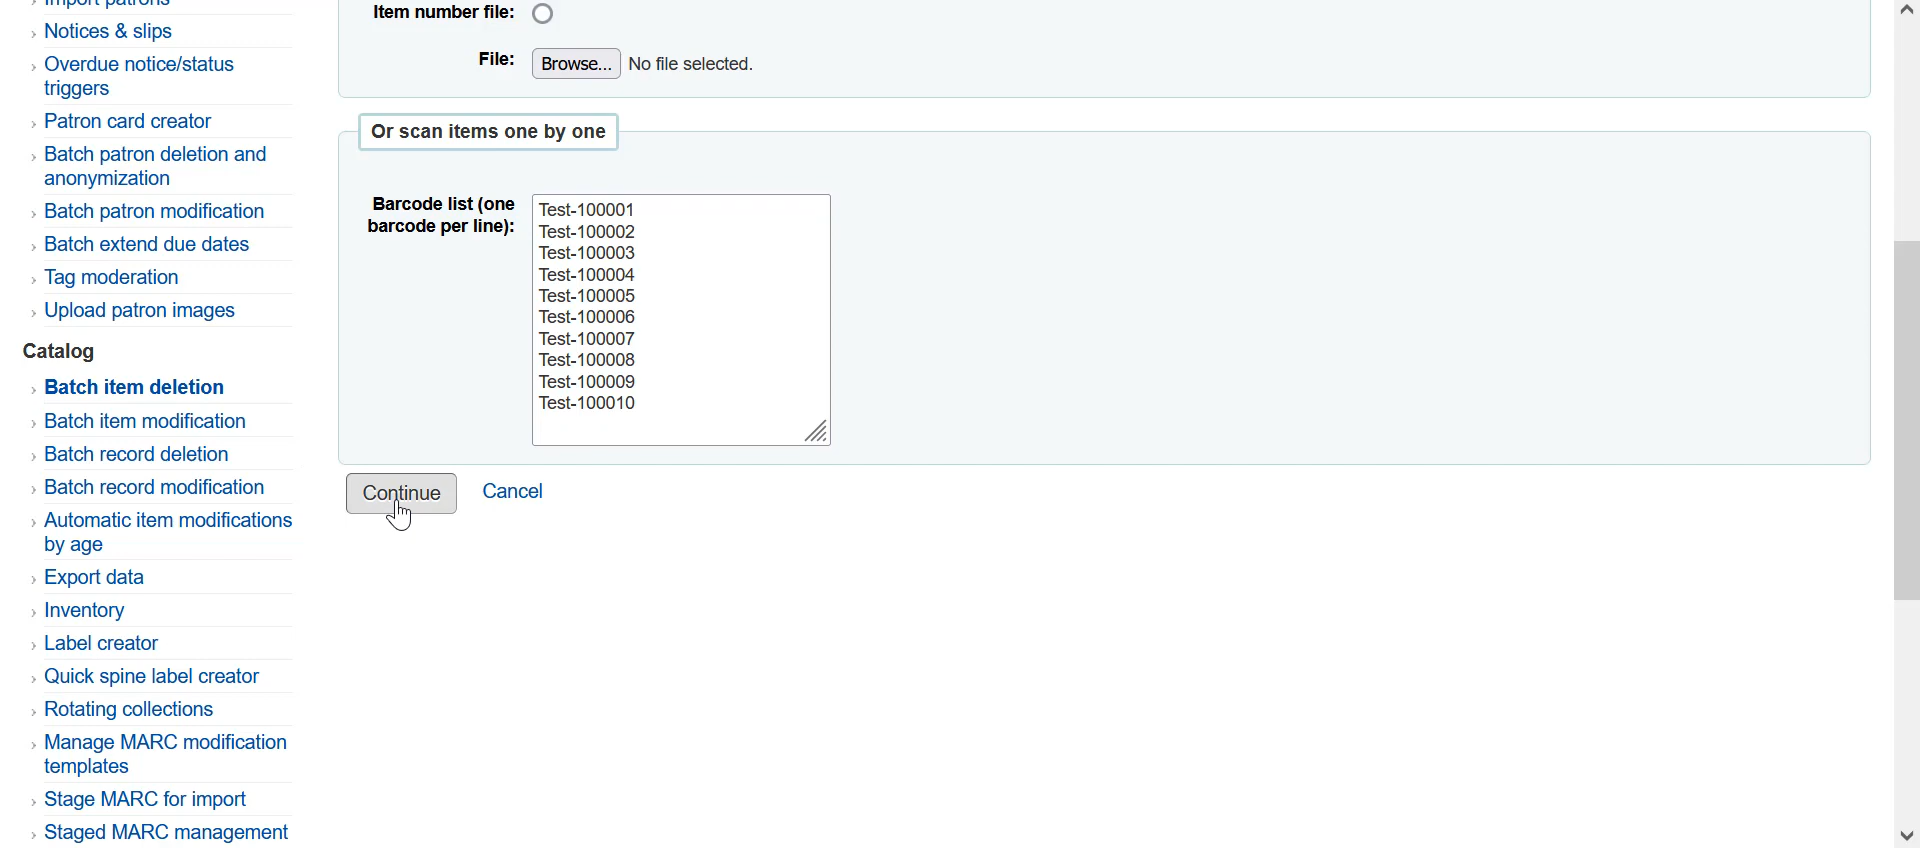 Import patrons
Notices & slips
Overdue notice/status
triggers
Patron card creator
Batch patron deletion and
anonymization
Batch patron modification
Batch extend due dates
Tag moderation
Upload patron images
Catalog
Batch item deletion
Batch item modification
Batch record deletion
Batch record modification
Automatic item modifications
by age
Export data
Inventory
Label creator
Quick spine label creator
Rotating collections
Manage MARC modification
templates
Stage MARC for import
Staged MARC management
Item number file:
File: Browse... No file selected.
Or scan items one by one
Barcode list (one
barcode per line):
Test-100001
Test-100002
Test-100003
Test-100004
Test-100005
Test-100006
Test-100007
Test-100008
Test-100009
Test-100010
Continue Cancel